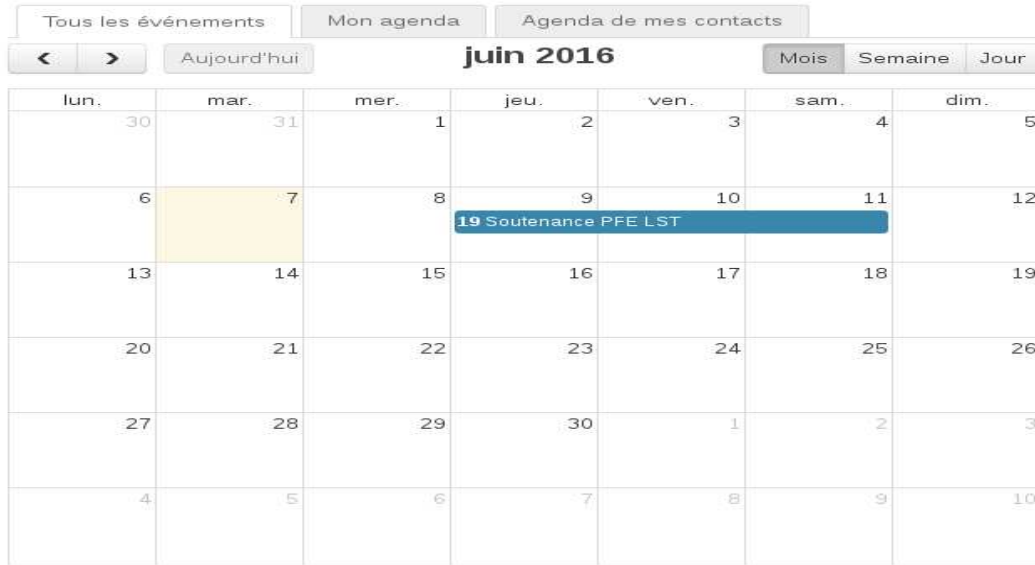 Tous les événements Mon agenda Agenda de mes contacts
< > Aujourd'hui juin 2016 Mois Semaine Jour
lun. mar. mer. jeu. ven. sam. dim.
30 31 1 2 3 4 5
6 7 8 9 10 11 12
19 Soutenance PFE LST
13 14 15 16 17 18 19
20 21 22 23 24 25 26
27 28 29 30 1 2 3
4 5 6 7 8 9 10